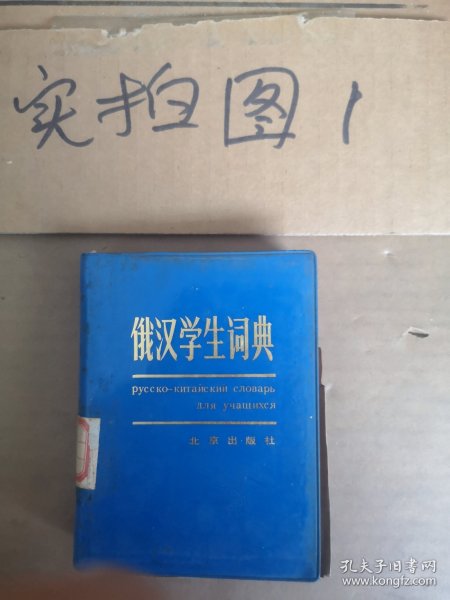 实拍图1
俄汉学生词典
русско-китайский словарь
для учащихся
北京出版社
孔夫子旧书网
www.kongfz.com